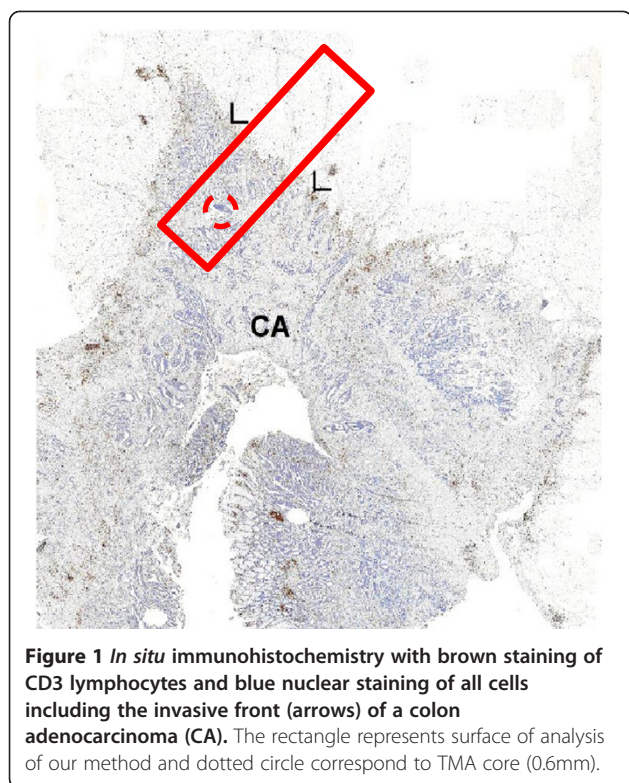 CA
Figure 1 In situ immunohistochemistry with brown staining of
CD3 lymphocytes and blue nuclear staining of all cells
including the invasive front (arrows) of a colon
adenocarcinoma (CA). The rectangle represents surface of analysis
of our method and dotted circle correspond to TMA core (0.6mm).